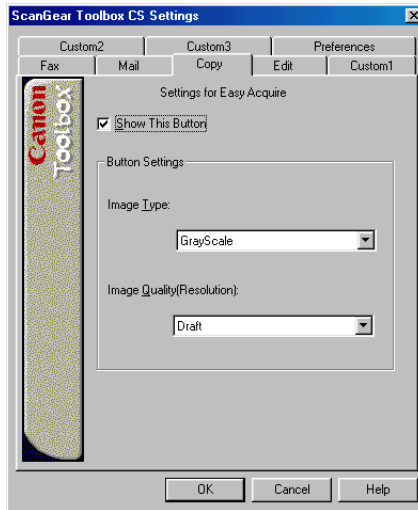 ScanGear Toolbox CS Settings
Custom2 Custom3 Preferences
Fax Mail Copy Edit Custom1
Canon
Toolbox
Settings for Easy Acquire
Show This Button
Button Settings
Image Type:
GrayScale
Image Quality(Resolution):
Draft
OK Cancel Help